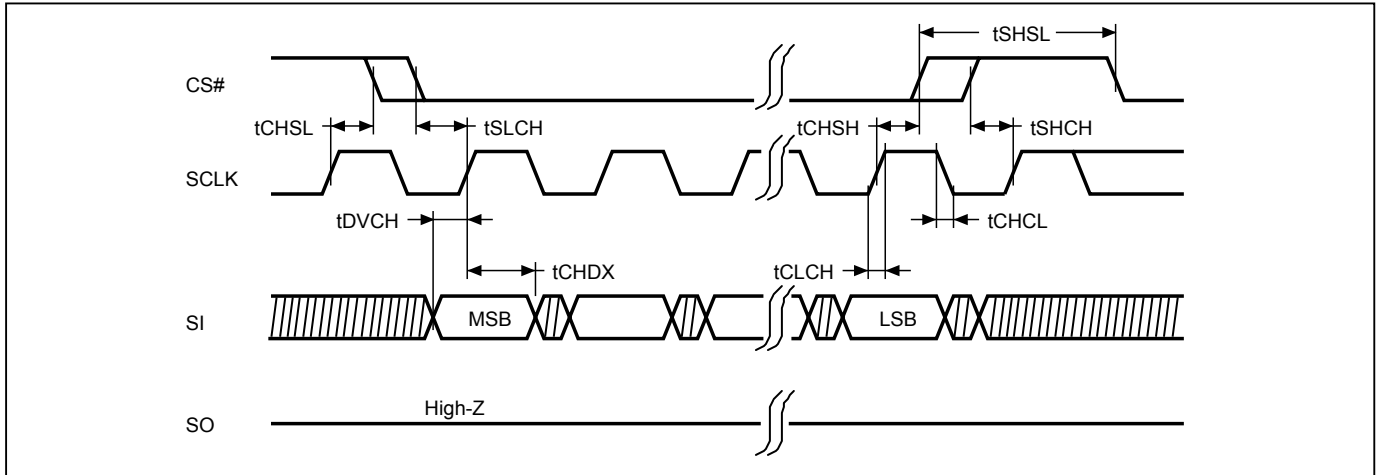 tSHSL
CS#
tCHSL
tSLCH
tCHSH
tSHCH
SCLK
tDVCH
tCHCL
tCHDX
tCLCH
SI
MSB
LSB
High-Z
SO